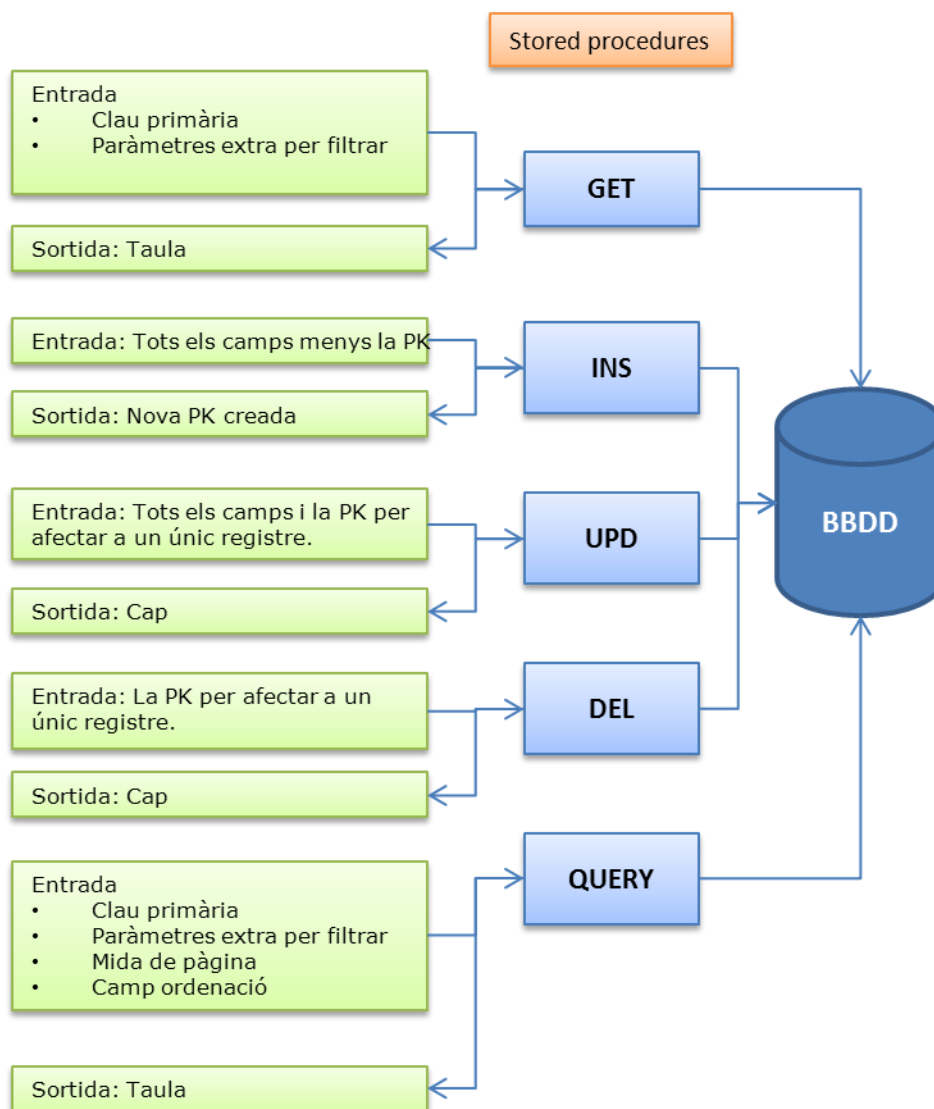 Stored procedures
Entrada
• Clau primària
• Paràmetres extra per filtrar
GET
Sortida: Taula
Entrada: Tots els camps menys la PK
INS
Sortida: Nova PK creada
Entrada: Tots els camps i la PK per
afectar a un únic registre.
UPD
BBDD
Sortida: Cap
Entrada: La PK per afectar a un
únic registre.
DEL
Sortida: Cap
Entrada
• Clau primària
• Paràmetres extra per filtrar
• Mida de pàgina
• Camp ordenació
QUERY
Sortida: Taula